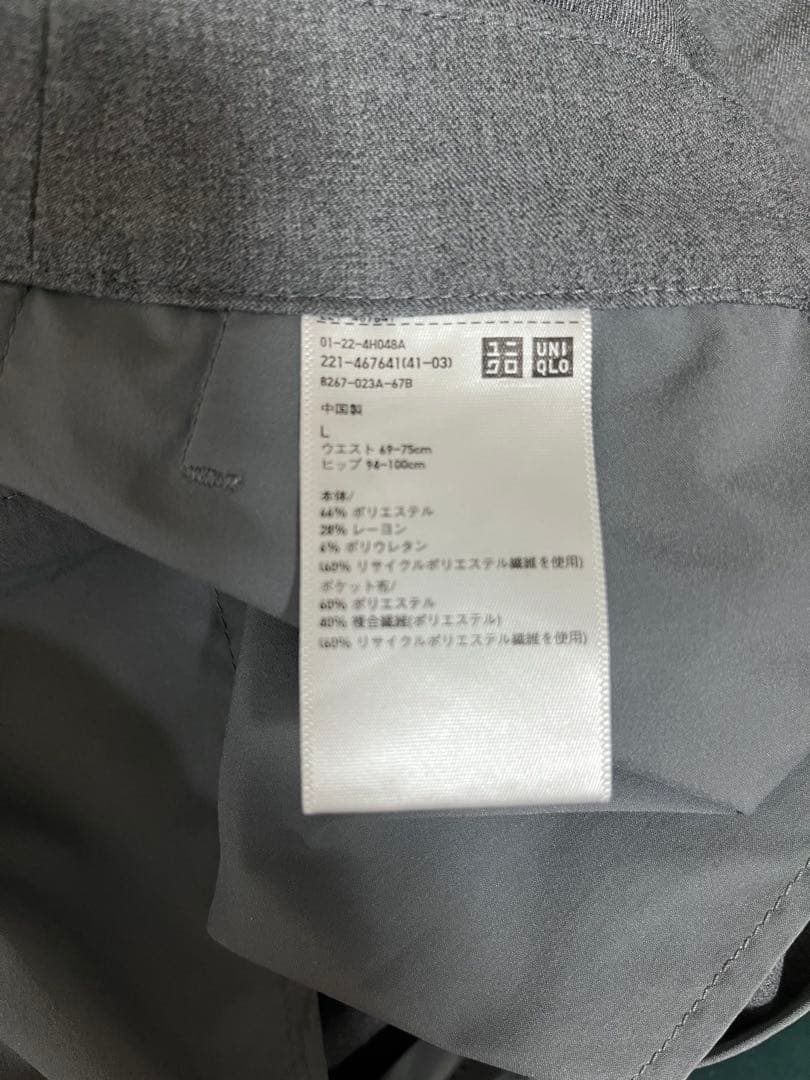 01-22-4H048A
221-467641(41-03)
8267-023A-67B
ユニクロ
UNIQLO
中国製
L
ウエスト 69-75cm
ヒップ 94-100cm
本体/
66% ポリエステル
28% レーヨン
6% ポリウレタン
(60% リサイクルポリエステル繊維を使用)
ポケット布/
60% ポリエステル
40% 複合繊維(ポリエステル)
(60% リサイクルポリエステル繊維を使用)